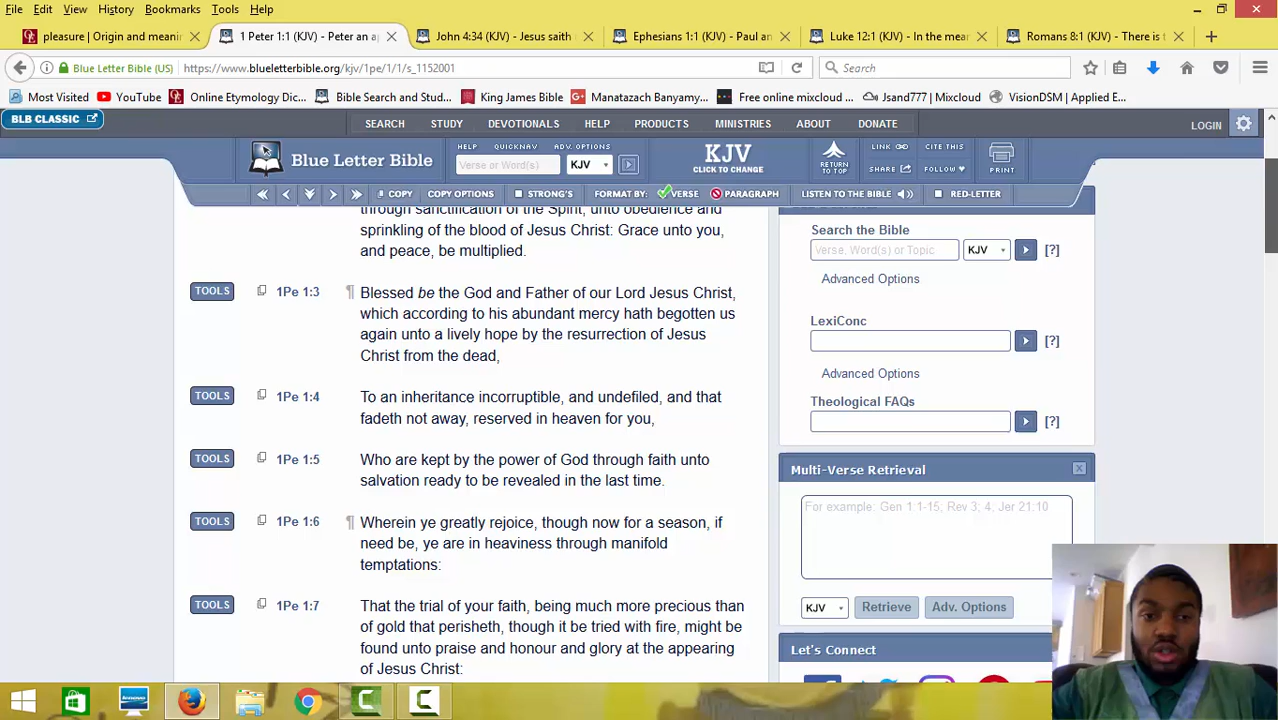 File Edit View History Bookmarks Tools Help
pleasure | Origin and meanin
1 Peter 1:1 (KJV) - Peter an a
John 4:34 (KJV) - Jesus saith
Ephesians 1:1 (KJV) - Paul an
Luke 12:1 (KJV) - In the mea
Romans 8:1 (KJV) - There is t
Blue Letter Bible (US) https://www.blueletterbible.org/kjv/1pe/1/1/s_1152001 Search
Most Visited YouTube Online Etymology Dic... Bible Search and Stud... King James Bible Manatazach Banyamy... Free online mixcloud ... Jsand777 | Mixcloud VisionDSM | Applied E...
BLB CLASSIC SEARCH STUDY DEVOTIONALS HELP PRODUCTS MINISTRIES ABOUT DONATE LOGIN
Blue Letter Bible
HELP QUICKNAV ADV. OPTIONS
Verse or Word(s) KJV
KJV
CLICK TO CHANGE
RETURN
TO TOP
LINK CITE THIS
SHARE FOLLOW
PRINT
COPY COPY OPTIONS STRONG'S FORMAT BY: VERSE PARAGRAPH LISTEN TO THE BIBLE RED-LETTER
through sanctification of the Spirit, unto obedience and
sprinkling of the blood of Jesus Christ: Grace unto you,
and peace, be multiplied.
TOOLS 1Pe 1:3 ¶ Blessed be the God and Father of our Lord Jesus Christ,
which according to his abundant mercy hath begotten us
again unto a lively hope by the resurrection of Jesus
Christ from the dead,
TOOLS 1Pe 1:4 To an inheritance incorruptible, and undefiled, and that
fadeth not away, reserved in heaven for you,
TOOLS 1Pe 1:5 Who are kept by the power of God through faith unto
salvation ready to be revealed in the last time.
TOOLS 1Pe 1:6 ¶ Wherein ye greatly rejoice, though now for a season, if
need be, ye are in heaviness through manifold
temptations:
TOOLS 1Pe 1:7 That the trial of your faith, being much more precious than
of gold that perisheth, though it be tried with fire, might be
found unto praise and honour and glory at the appearing
of Jesus Christ:
Search the Bible
Verse, Word(s) or Topic KJV [?]
Advanced Options
LexiConc
[?]
Advanced Options
Theological FAQs
[?]
Multi-Verse Retrieval
For example: Gen 1 1-15; Rev 3; 4, Jer 21:10
KJV Retrieve Adv. Options
Let's Connect